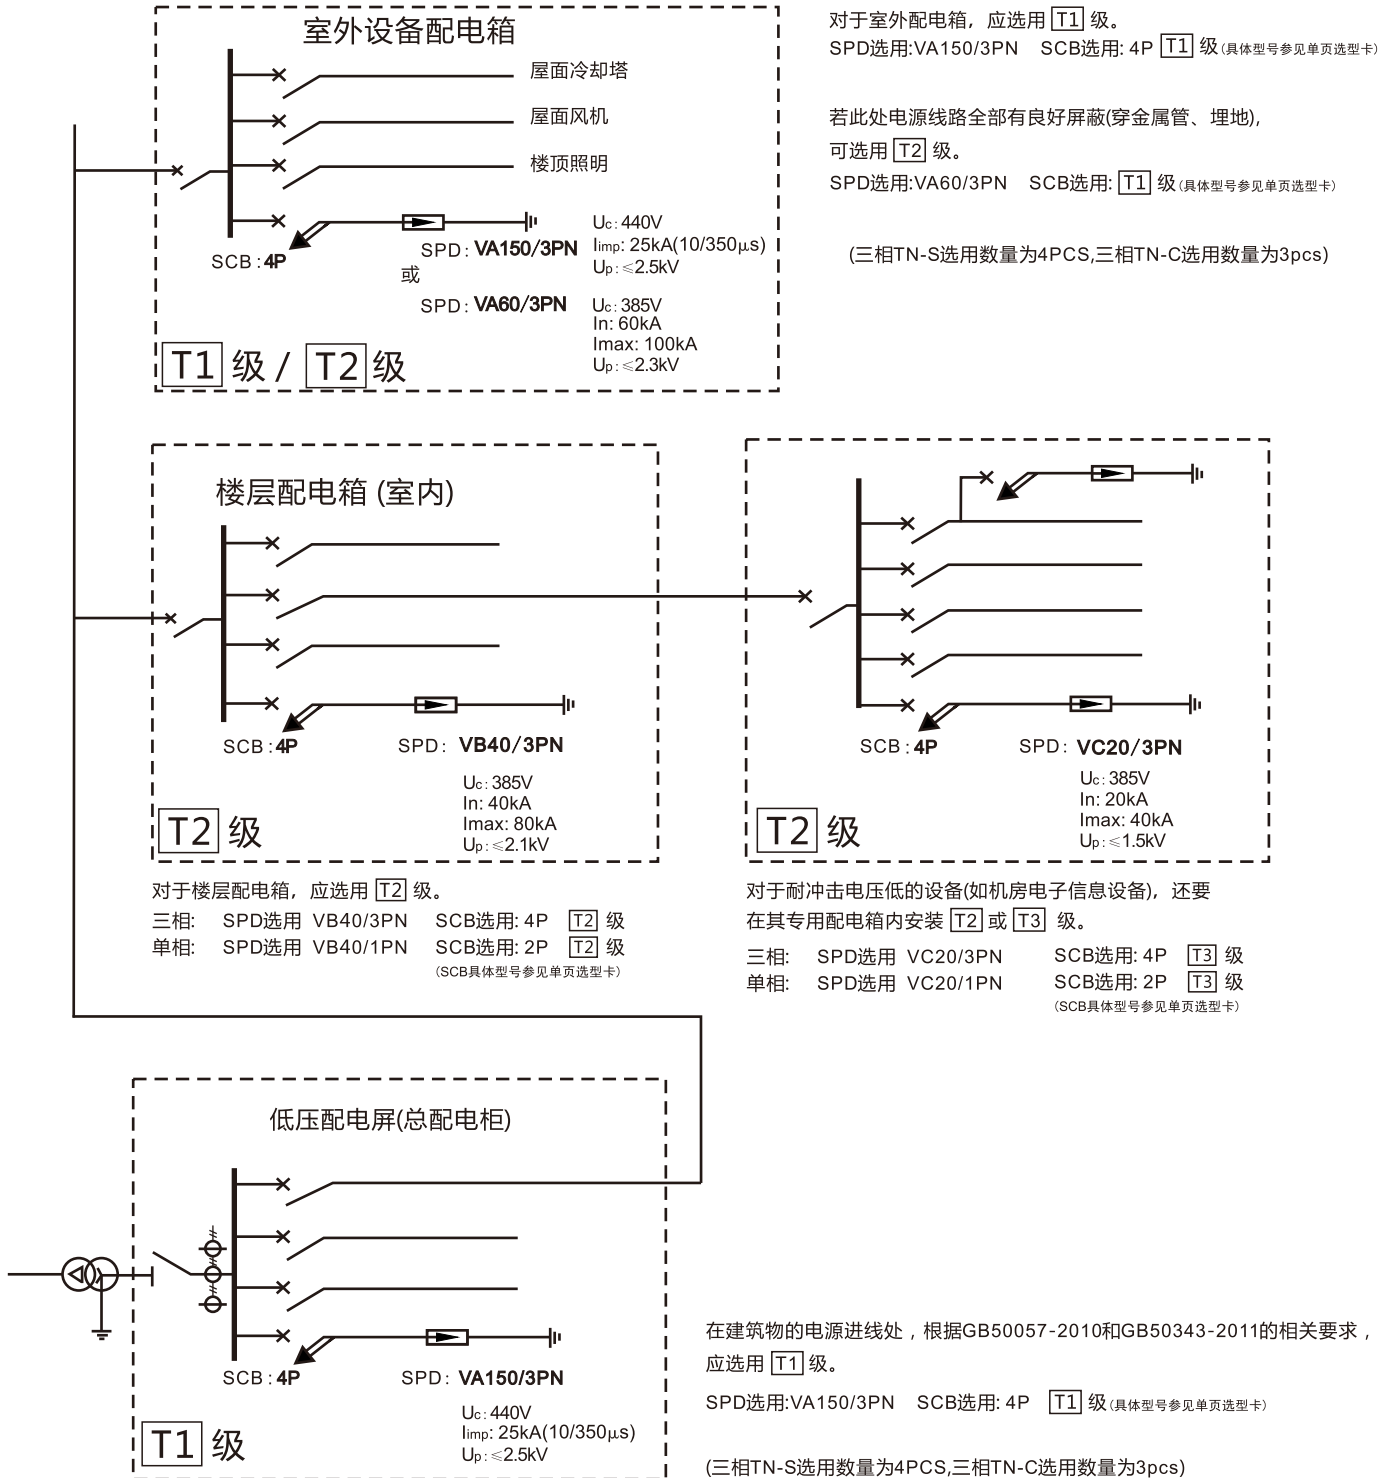 室外设备配电箱
屋面冷却塔
屋面风机
楼顶照明
SCB : 4P
SPD : VA150/3PN
或
SPD : VA60/3PN
Uc : 440V
Iimp: 25kA(10/350μs)
Up : ≤2.5kV
Uc : 385V
In: 60kA
Imax: 100kA
Up : ≤2.3kV
T1 级 / T2 级
对于室外配电箱，应选用 T1 级。
SPD选用:VA150/3PN SCB选用: 4P T1 级 (具体型号参见单页选型卡)
若此处电源线路全部有良好屏蔽(穿金属管、埋地),
可选用 T2 级。
SPD选用:VA60/3PN SCB选用: T1 级 (具体型号参见单页选型卡)
(三相TN-S选用数量为4PCS,三相TN-C选用数量为3pcs)
楼层配电箱 (室内)
SCB : 4P
SPD : VB40/3PN
Uc : 385V
In: 40kA
Imax: 80kA
Up : ≤2.1kV
T2 级
SCB : 4P
SPD : VC20/3PN
Uc : 385V
In: 20kA
Imax: 40kA
Up : ≤1.5kV
T2 级
对于楼层配电箱，应选用 T2 级。
三相: SPD选用 VB40/3PN SCB选用: 4P T2 级
单相: SPD选用 VB40/1PN SCB选用: 2P T2 级
(SCB具体型号参见单页选型卡)
对于耐冲击电压低的设备(如机房电子信息设备)，还要
在其专用配电箱内安装 T2 或 T3 级。
三相: SPD选用 VC20/3PN SCB选用: 4P T3 级
单相: SPD选用 VC20/1PN SCB选用: 2P T3 级
(SCB具体型号参见单页选型卡)
低压配电屏(总配电柜)
SCB : 4P
SPD : VA150/3PN
Uc : 440V
Iimp: 25kA(10/350μs)
Up : ≤2.5kV
T1 级
在建筑物的电源进线处，根据GB50057-2010和GB50343-2011的相关要求，
应选用 T1 级。
SPD选用:VA150/3PN SCB选用: 4P T1 级 (具体型号参见单页选型卡)
(三相TN-S选用数量为4PCS,三相TN-C选用数量为3pcs)